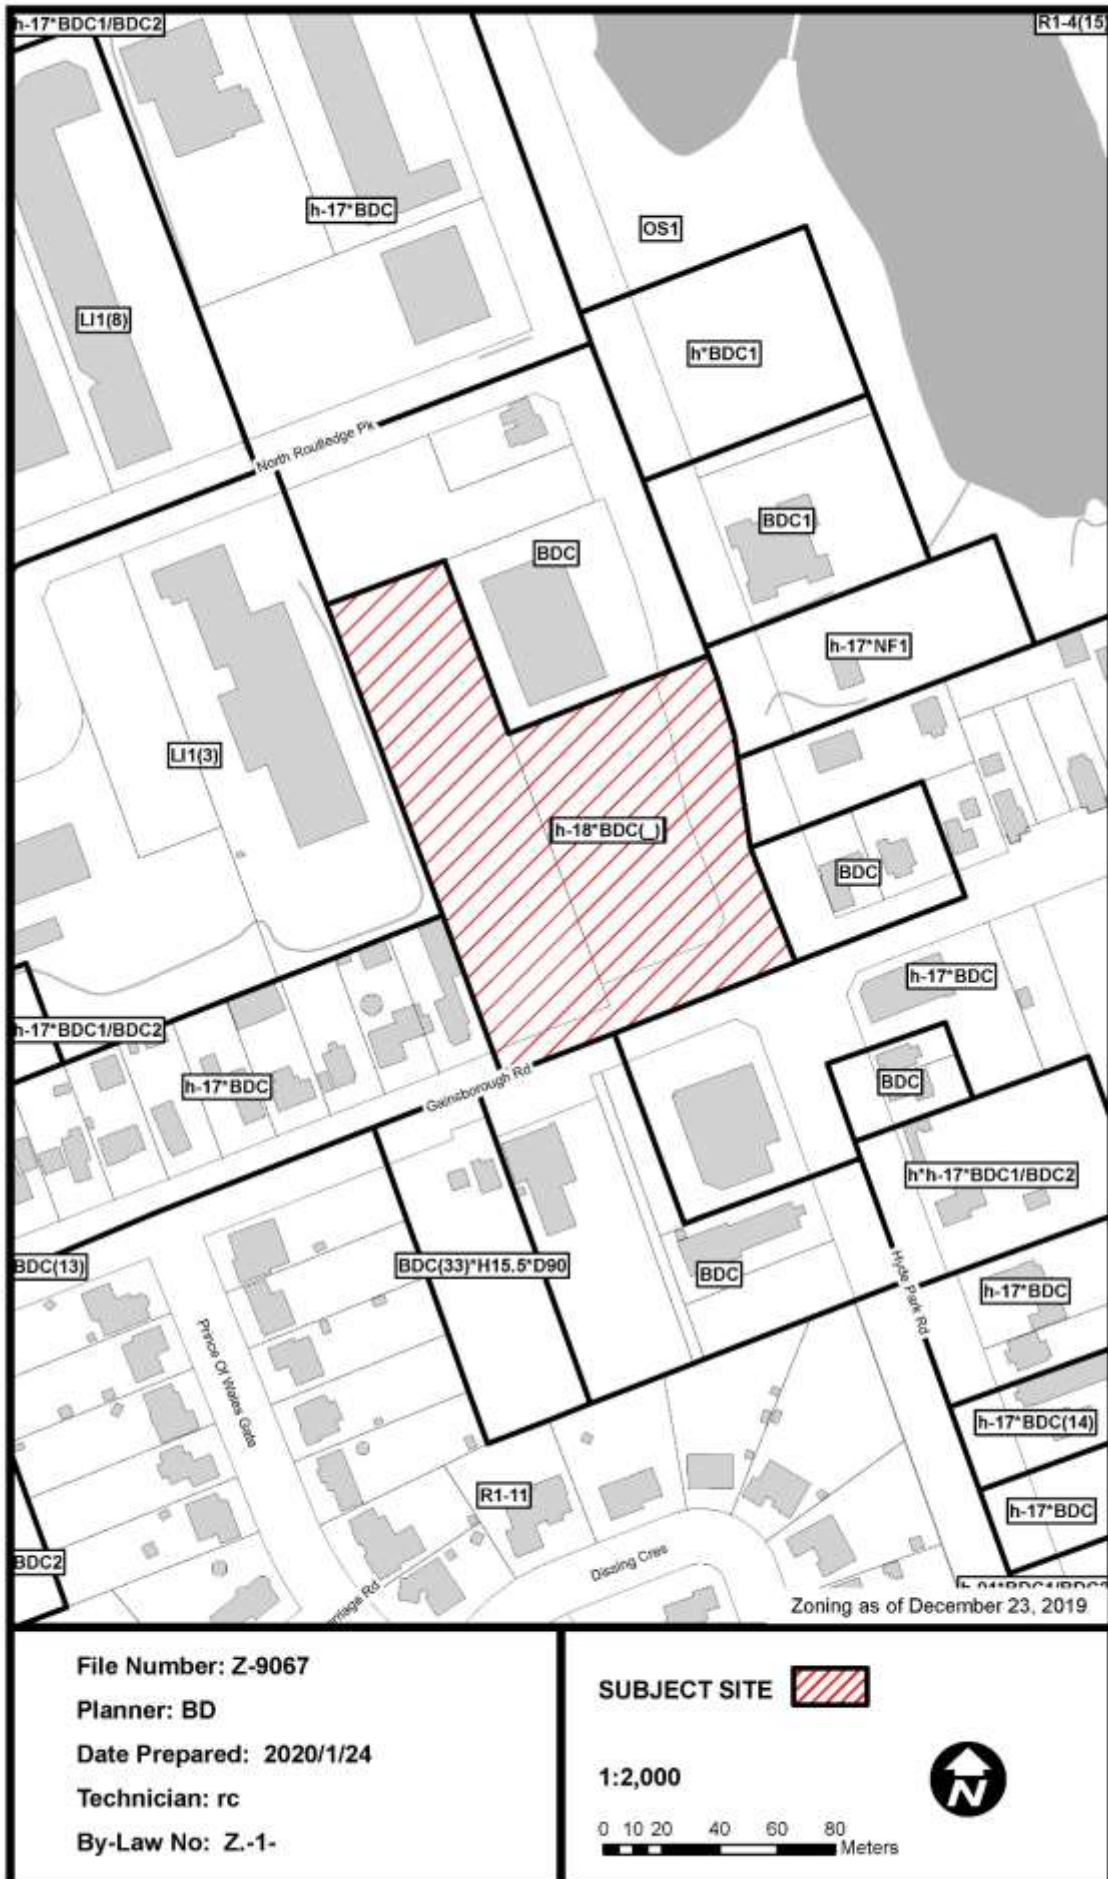 h-17*BDC1/BDC2
R1-4(15)
h-17*BDC
OS1
LI1(8)
h*BDC1
North Routledge Pk
BDC1
BDC
h-17*NF1
LI1(3)
h-18*BDC(_)
BDC
h-17*BDC
h-17*BDC1/BDC2
h-17*BDC
Gainsborough Rd
BDC
h*h-17*BDC1/BDC2
BDC(13)
BDC(33)*H15.5*D90
BDC
Hyde Park Rd
h-17*BDC
Prince Of Wales Gate
h-17*BDC(14)
R1-11
h-17*BDC
BDC2
Dissing Cres
Zoning as of December 23, 2019
File Number: Z-9067
Planner: BD
Date Prepared: 2020/1/24
Technician: rc
By-Law No: Z.-1-
SUBJECT SITE
1:2,000
N
0 10 20 40 60 80
Meters